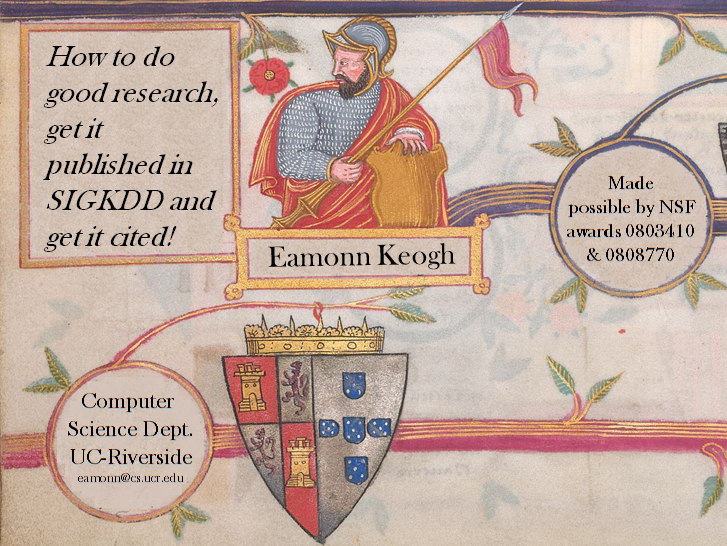 How to do
good research,
get it
published in
SIGKDD and
get it cited!
Eamonn Keogh
Made
possible by NSF
awards 0803410
& 0808770
Computer
Science Dept.
UC-Riverside
eamonn@cs.ucr.edu